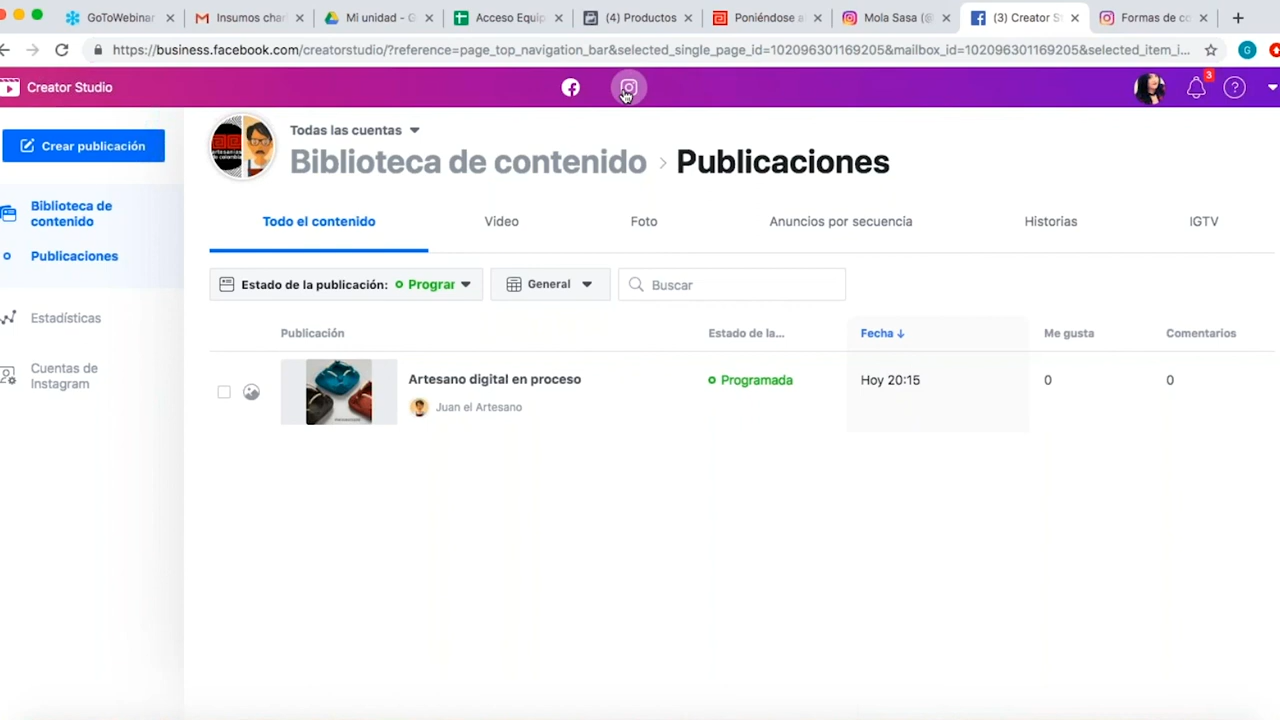 GoToWebinar
Insumos char
Mi unidad - G
Acceso Equip
(4) Productos
Poniéndose a
Mola Sasa (@
(3) Creator S
Formas de co
https://business.facebook.com/creatorstudio/?reference=page_top_navigation_bar&selected_single_page_id=102096301169205&mailbox_id=102096301169205&selected_item_i...
G
Creator Studio
3
Crear publicación
Todas las cuentas
Biblioteca de contenido › Publicaciones
Biblioteca de
contenido
Publicaciones
Estadísticas
Cuentas de
Instagram
Todo el contenido
Video
Foto
Anuncios por secuencia
Historias
IGTV
Estado de la publicación: Progra
General
Buscar
Publicación
Estado de la...
Fecha ↓
Me gusta
Comentarios
Artesano digital en proceso
Juan el Artesano
Programada
Hoy 20:15
0
0